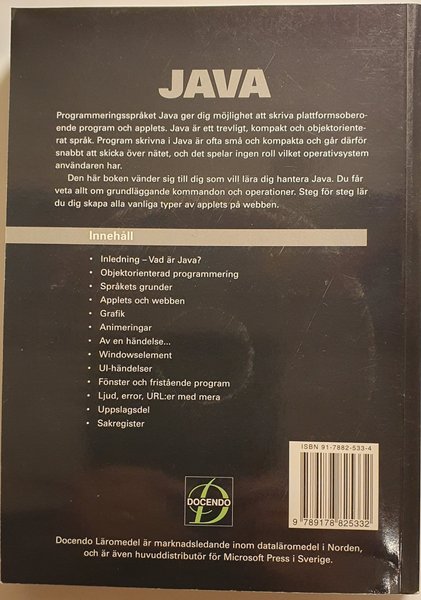 JAVA
Programmeringsspråket Java ger dig möjlighet att skriva plattformsobero-
ende program och applets. Java är ett trevligt, kompakt och objektoriente-
rat språk. Program skrivna i Java är ofta små och kompakta och går därför
snabbt att skicka över nätet, och det spelar ingen roll vilket operativsystem
användaren har.
Den här boken vänder sig till dig som vill lära dig hantera Java. Du får
veta allt om grundläggande kommandon och operationer. Steg för steg lär
du dig skapa alla vanliga typer av applets på webben.
Innehåll
• Inledning – Vad är Java?
• Objektorienterad programmering
• Språkets grunder
• Applets och webben
• Grafik
• Animeringar
• Av en händelse...
• Windowselement
• UI-händelser
• Fönster och fristående program
• Ljud, error, URL:er med mera
• Uppslagsdel
• Sakregister
ISBN 91-7882-533-4
9 789178 825332
DOCENDO
Docendo Läromedel är marknadsledande inom dataläromedel i Norden,
och är även huvuddistributör för Microsoft Press i Sverige.